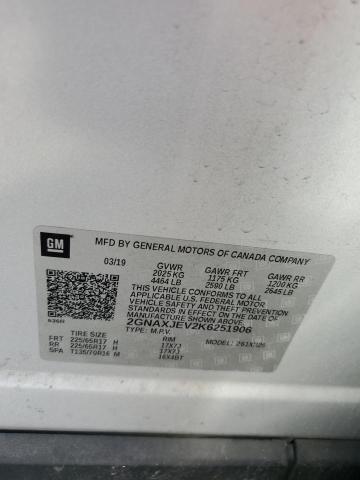 GM
MFD BY GENERAL MOTORS OF CANADA COMPANY
03/19 GVWR GAWR FRT GAWR RR
2025 KG 1175 KG 1200 KG
4464 LB 2590 LB 2645 LB
THIS VEHICLE CONFORMS TO ALL
APPLICABLE U.S. FEDERAL MOTOR
VEHICLE SAFETY AND THEFT PREVENTION
STANDARDS IN EFFECT ON THE DATE OF
MANUFACTURE SHOWN ABOVE.
2GNAXJEV2K6251906
TYPE: M.P.V. MODEL:
TIRE SIZE RIM
FRT 225/65R17 H 17X7J
RR 225/65R17 H 17X7J
SPA T135/70R16 M 16X4BT